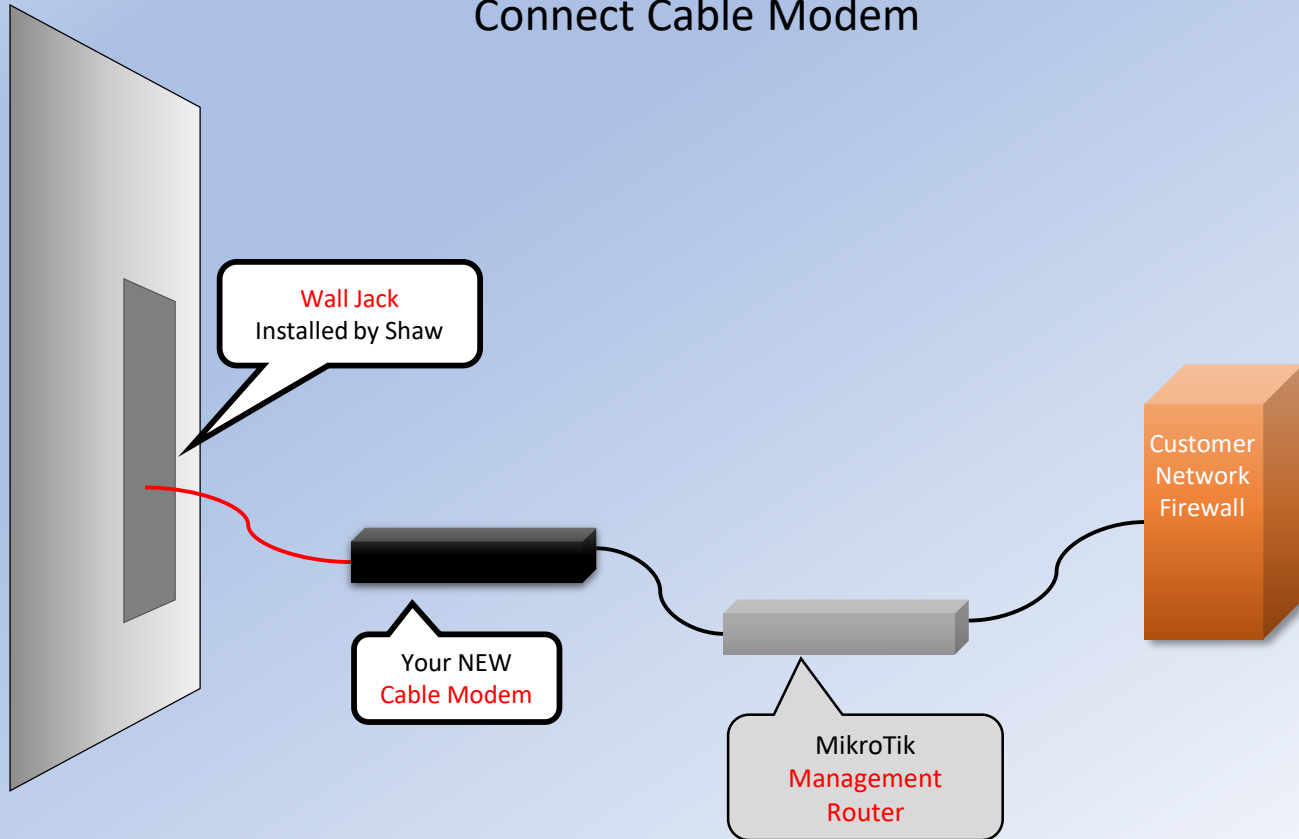 Connect Cable Modem
Wall Jack
Installed by Shaw
Customer
Network
Firewall
Your NEW
Cable Modem
MikroTik
Management
Router